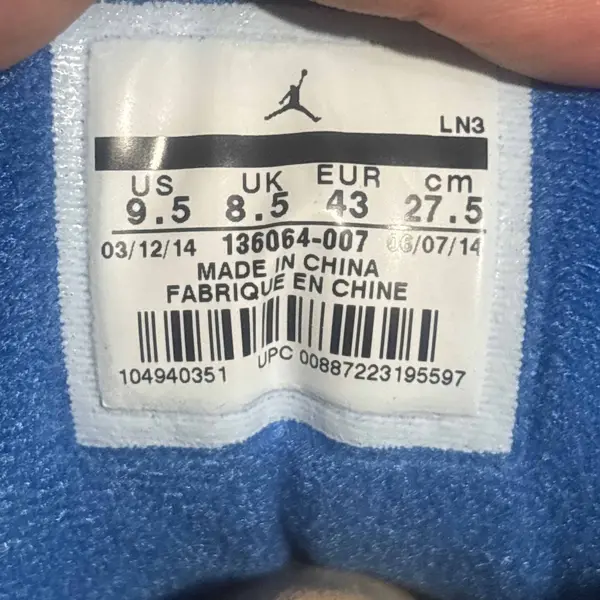 LN3
US UK EUR cm
9.5 8.5 43 27.5
03/12/14 136064-007 06/07/14
MADE IN CHINA
FABRIQUE EN CHINE
104940351 UPC 00887223195597